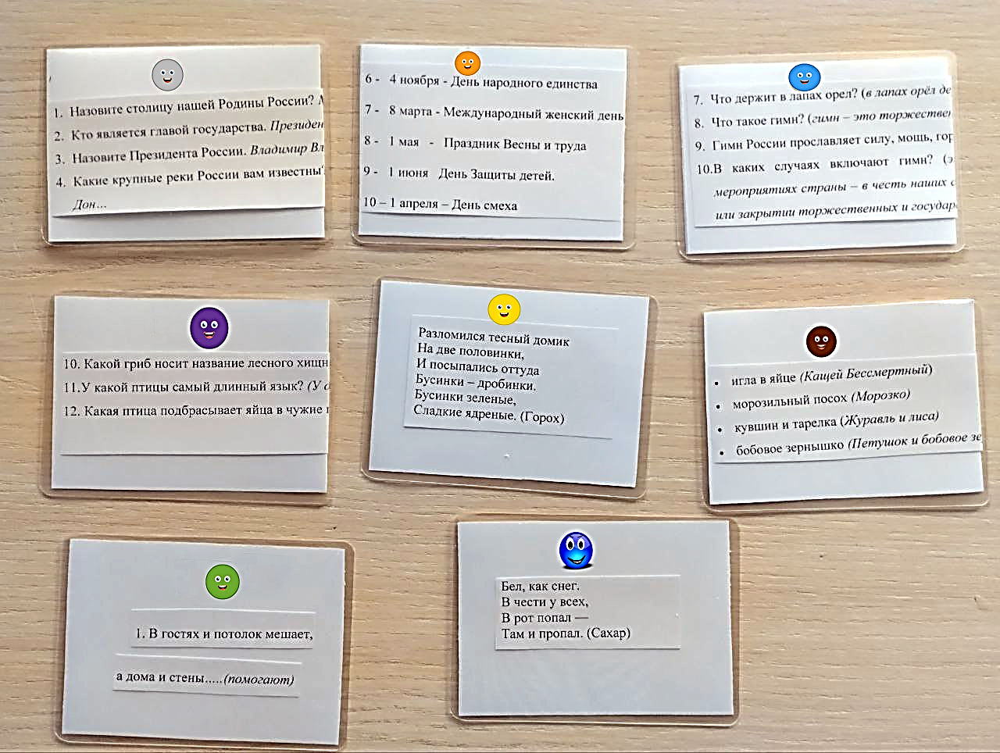 1. Назовите столицу нашей Родины России?
2. Кто является главой государства. Президен
3. Назовите Президента России. Владимир Вл
4. Какие крупные реки России вам известны
Дон...
6 - 4 ноября - День народного единства
7 - 8 марта - Международный женский день
8 - 1 мая - Праздник Весны и труда
9 - 1 июня День Защиты детей.
10 – 1 апреля – День смеха
7. Что держит в лапах орел? (в лапах орёл де
8. Что такое гимн? (гимн – это торжествен
9. Гимн России прославляет силу, мощь, гор
10.В каких случаях включают гимн? (э
мероприятиях страны – в честь наших с
или закрытии торжественных и государ
10. Какой гриб носит название лесного хищн
11.У какой птицы самый длинный язык? (У d
12. Какая птица подбрасывает яйца в чужие
Разломился тесный домик
На две половинки,
И посыпались оттуда
Бусинки – дробинки.
Бусинки зеленые,
Сладкие ядреные. (Горох)
• игла в яйце (Кащей Бессмертный)
• морозильный посох (Морозко)
• кувшин и тарелка (Журавль и лиса)
• бобовое зернышко (Петушок и бобовое зе
1. В гостях и потолок мешает,
а дома и стены.....(помогают)
Бел, как снег.
В чести у всех,
В рот попал —
Там и пропал. (Сахар)